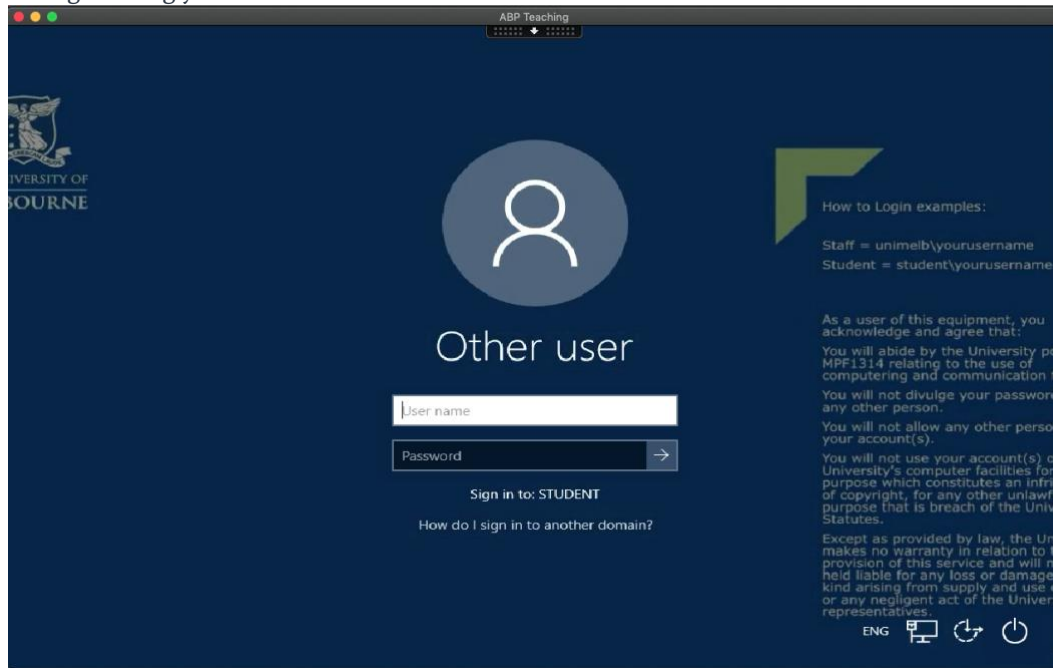 ABP Teaching
IVERSITY OF
BOURNE
Other user
User name
Password
Sign in to: STUDENT
How do I sign in to another domain?
How to Login examples:
Staff = unimelb\yourusername
Student = student\yourusername
As a user of this equipment, you
acknowledge and agree that:
You will abide by the University
MPF1314 relating to the use of
computering and communication
You will not divulge your
any other person.
You will not allow any other
your account(s).
You will not use your account(s)
University's computer facilities for
purpose which constitutes an
of copyright, for any other
purpose that is breach of the
Statutes.
Except as provided by law, the
makes no warranty in relation to
provision of this service and will
held liable for any loss or
kind arising from supply and use
or any negligent act of the
representatives.
ENG